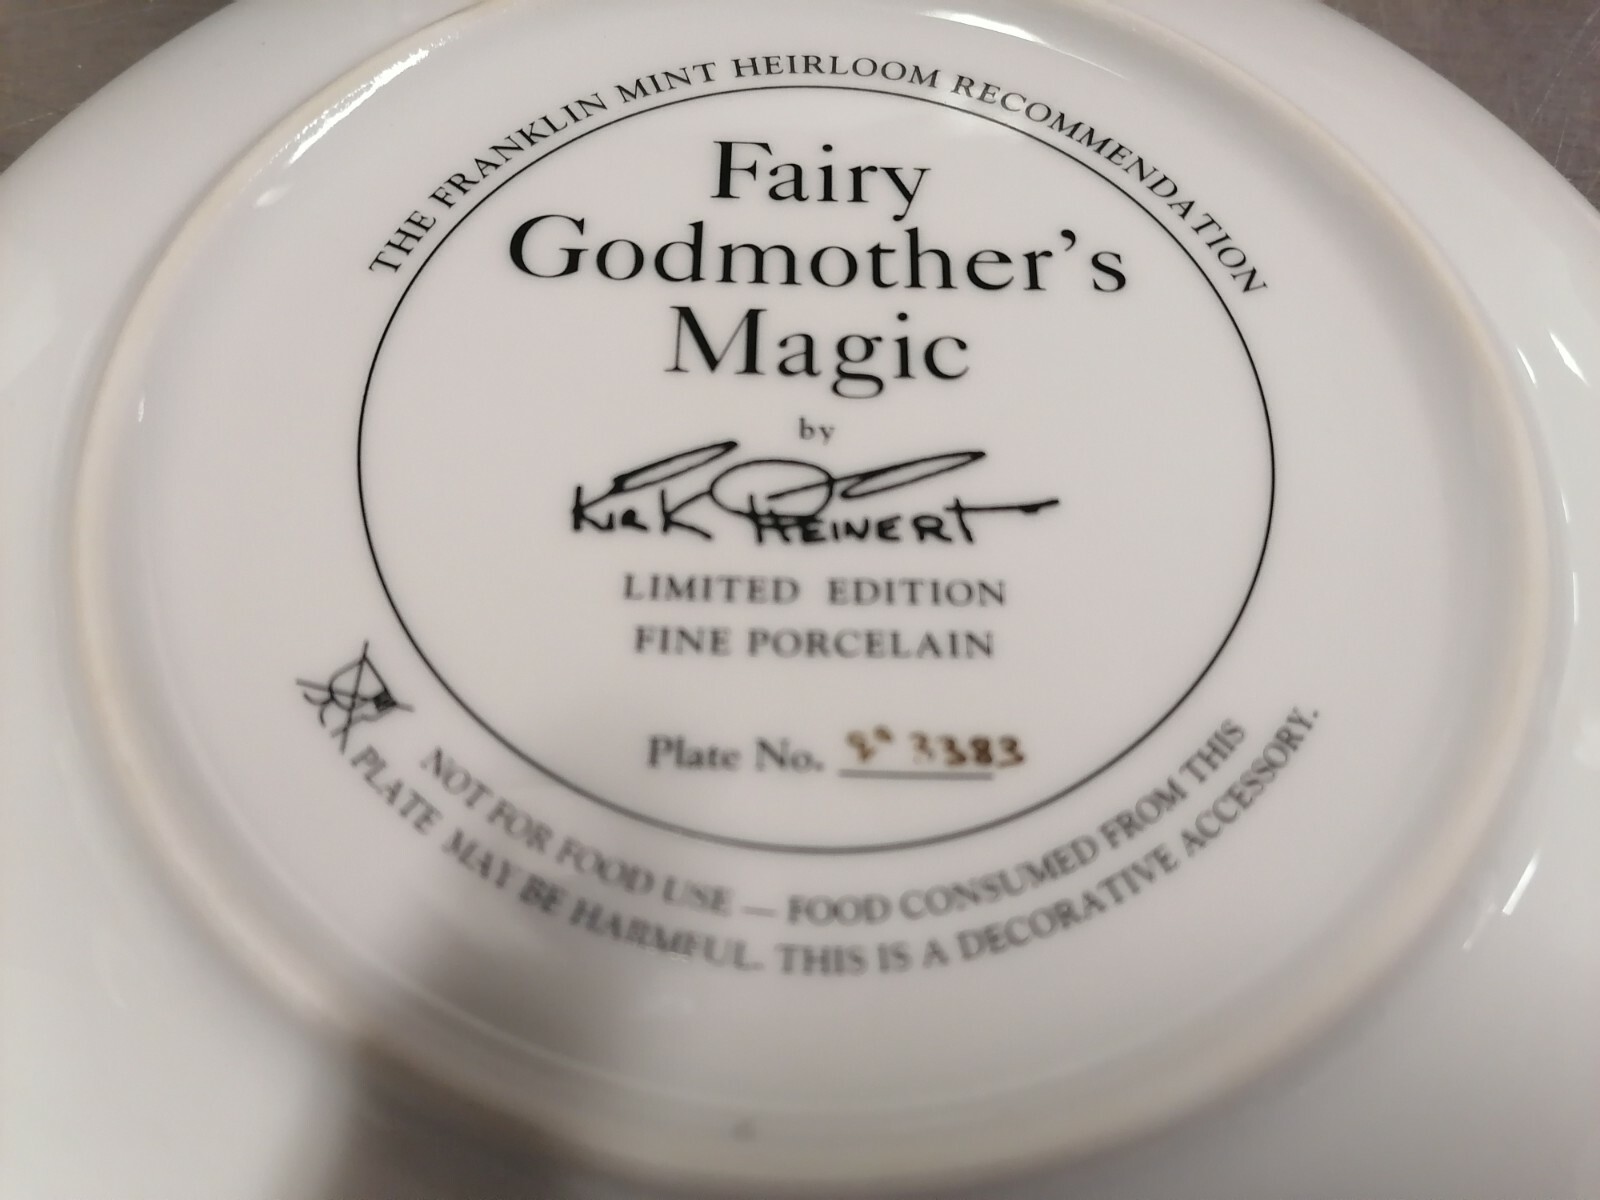 THE FRANKLIN MINT HEIRLOOM RECOMMENDATION
Fairy
Godmother's
Magic
by
Kirk Reinert
LIMITED EDITION
FINE PORCELAIN
Plate No. 3383
NOT FOR FOOD USE — FOOD CONSUMED FROM THIS
PLATE MAY BE HARMFUL. THIS IS A DECORATIVE ACCESSORY.